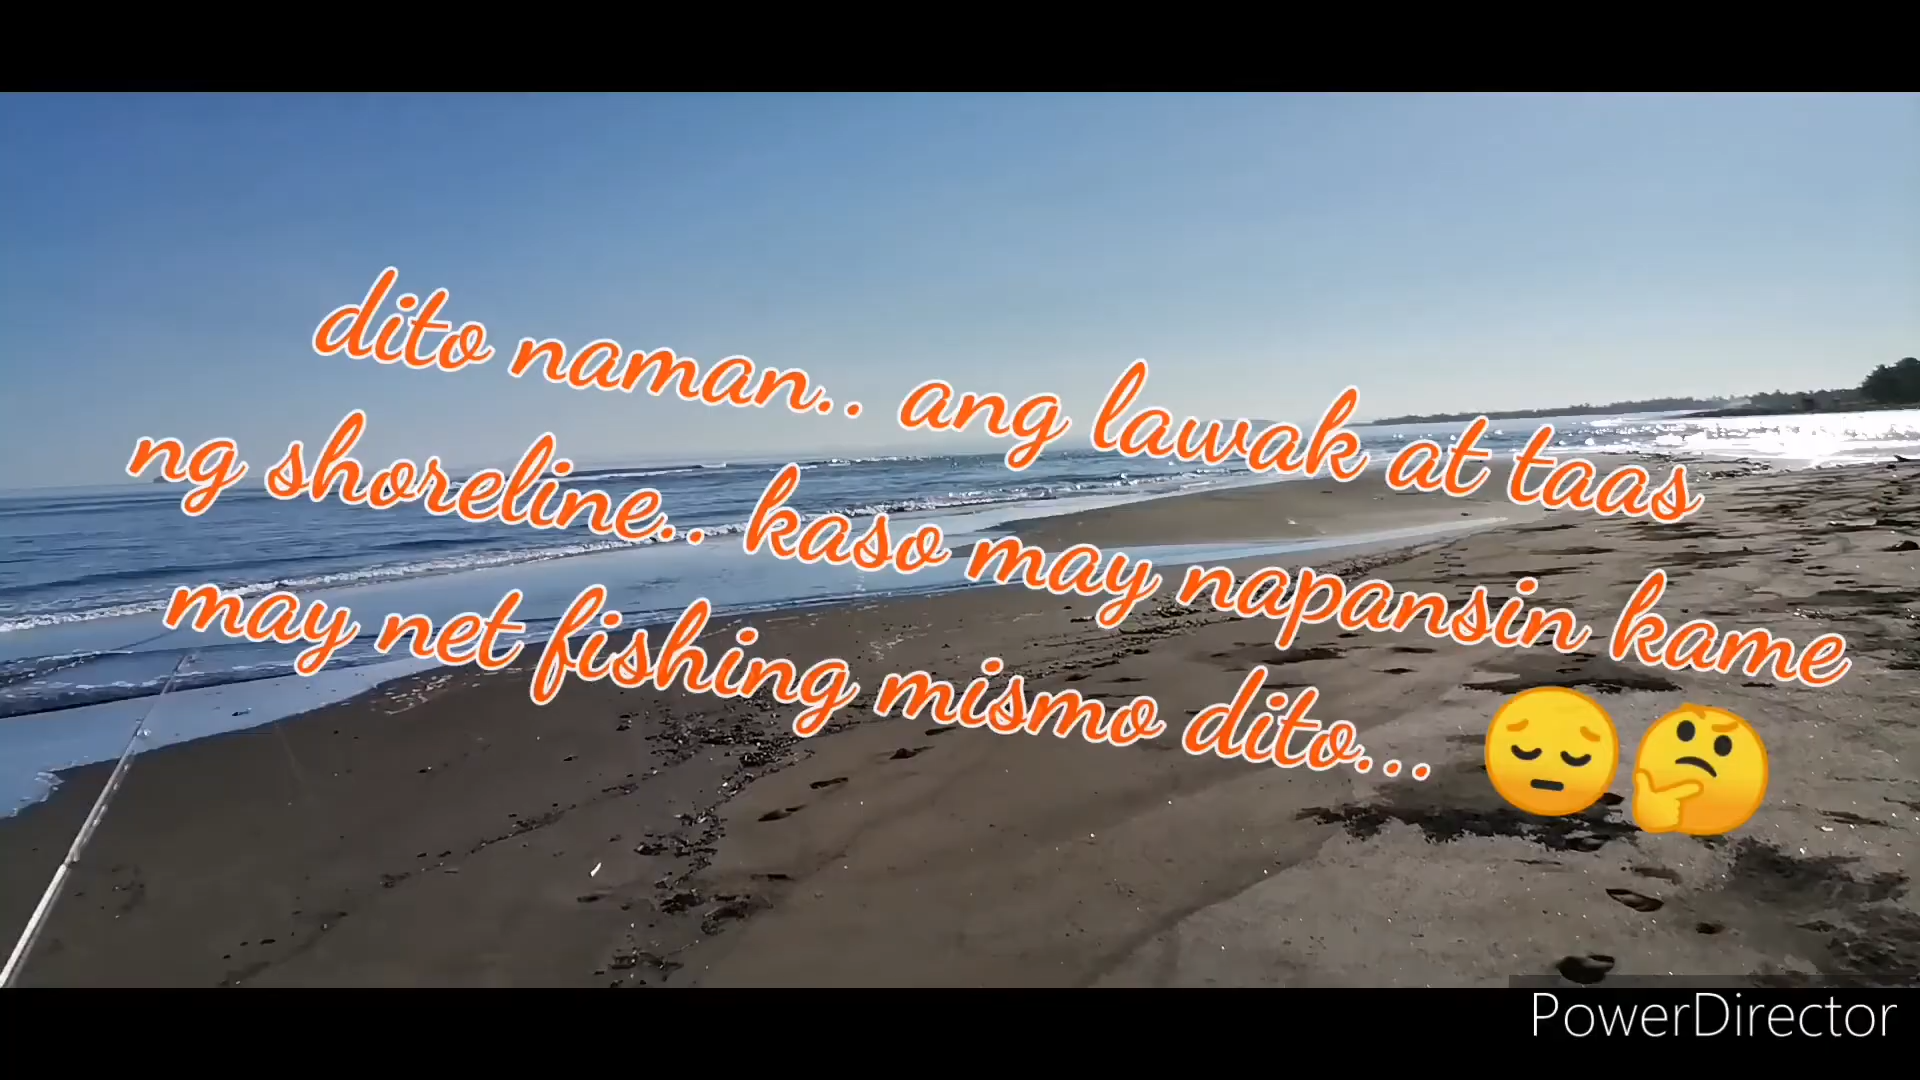 dito naman.. ang lawak at taas
ng shoreline.. kaso may napansin kame
may net fishing mismo dito... 😔🤔
PowerDirector